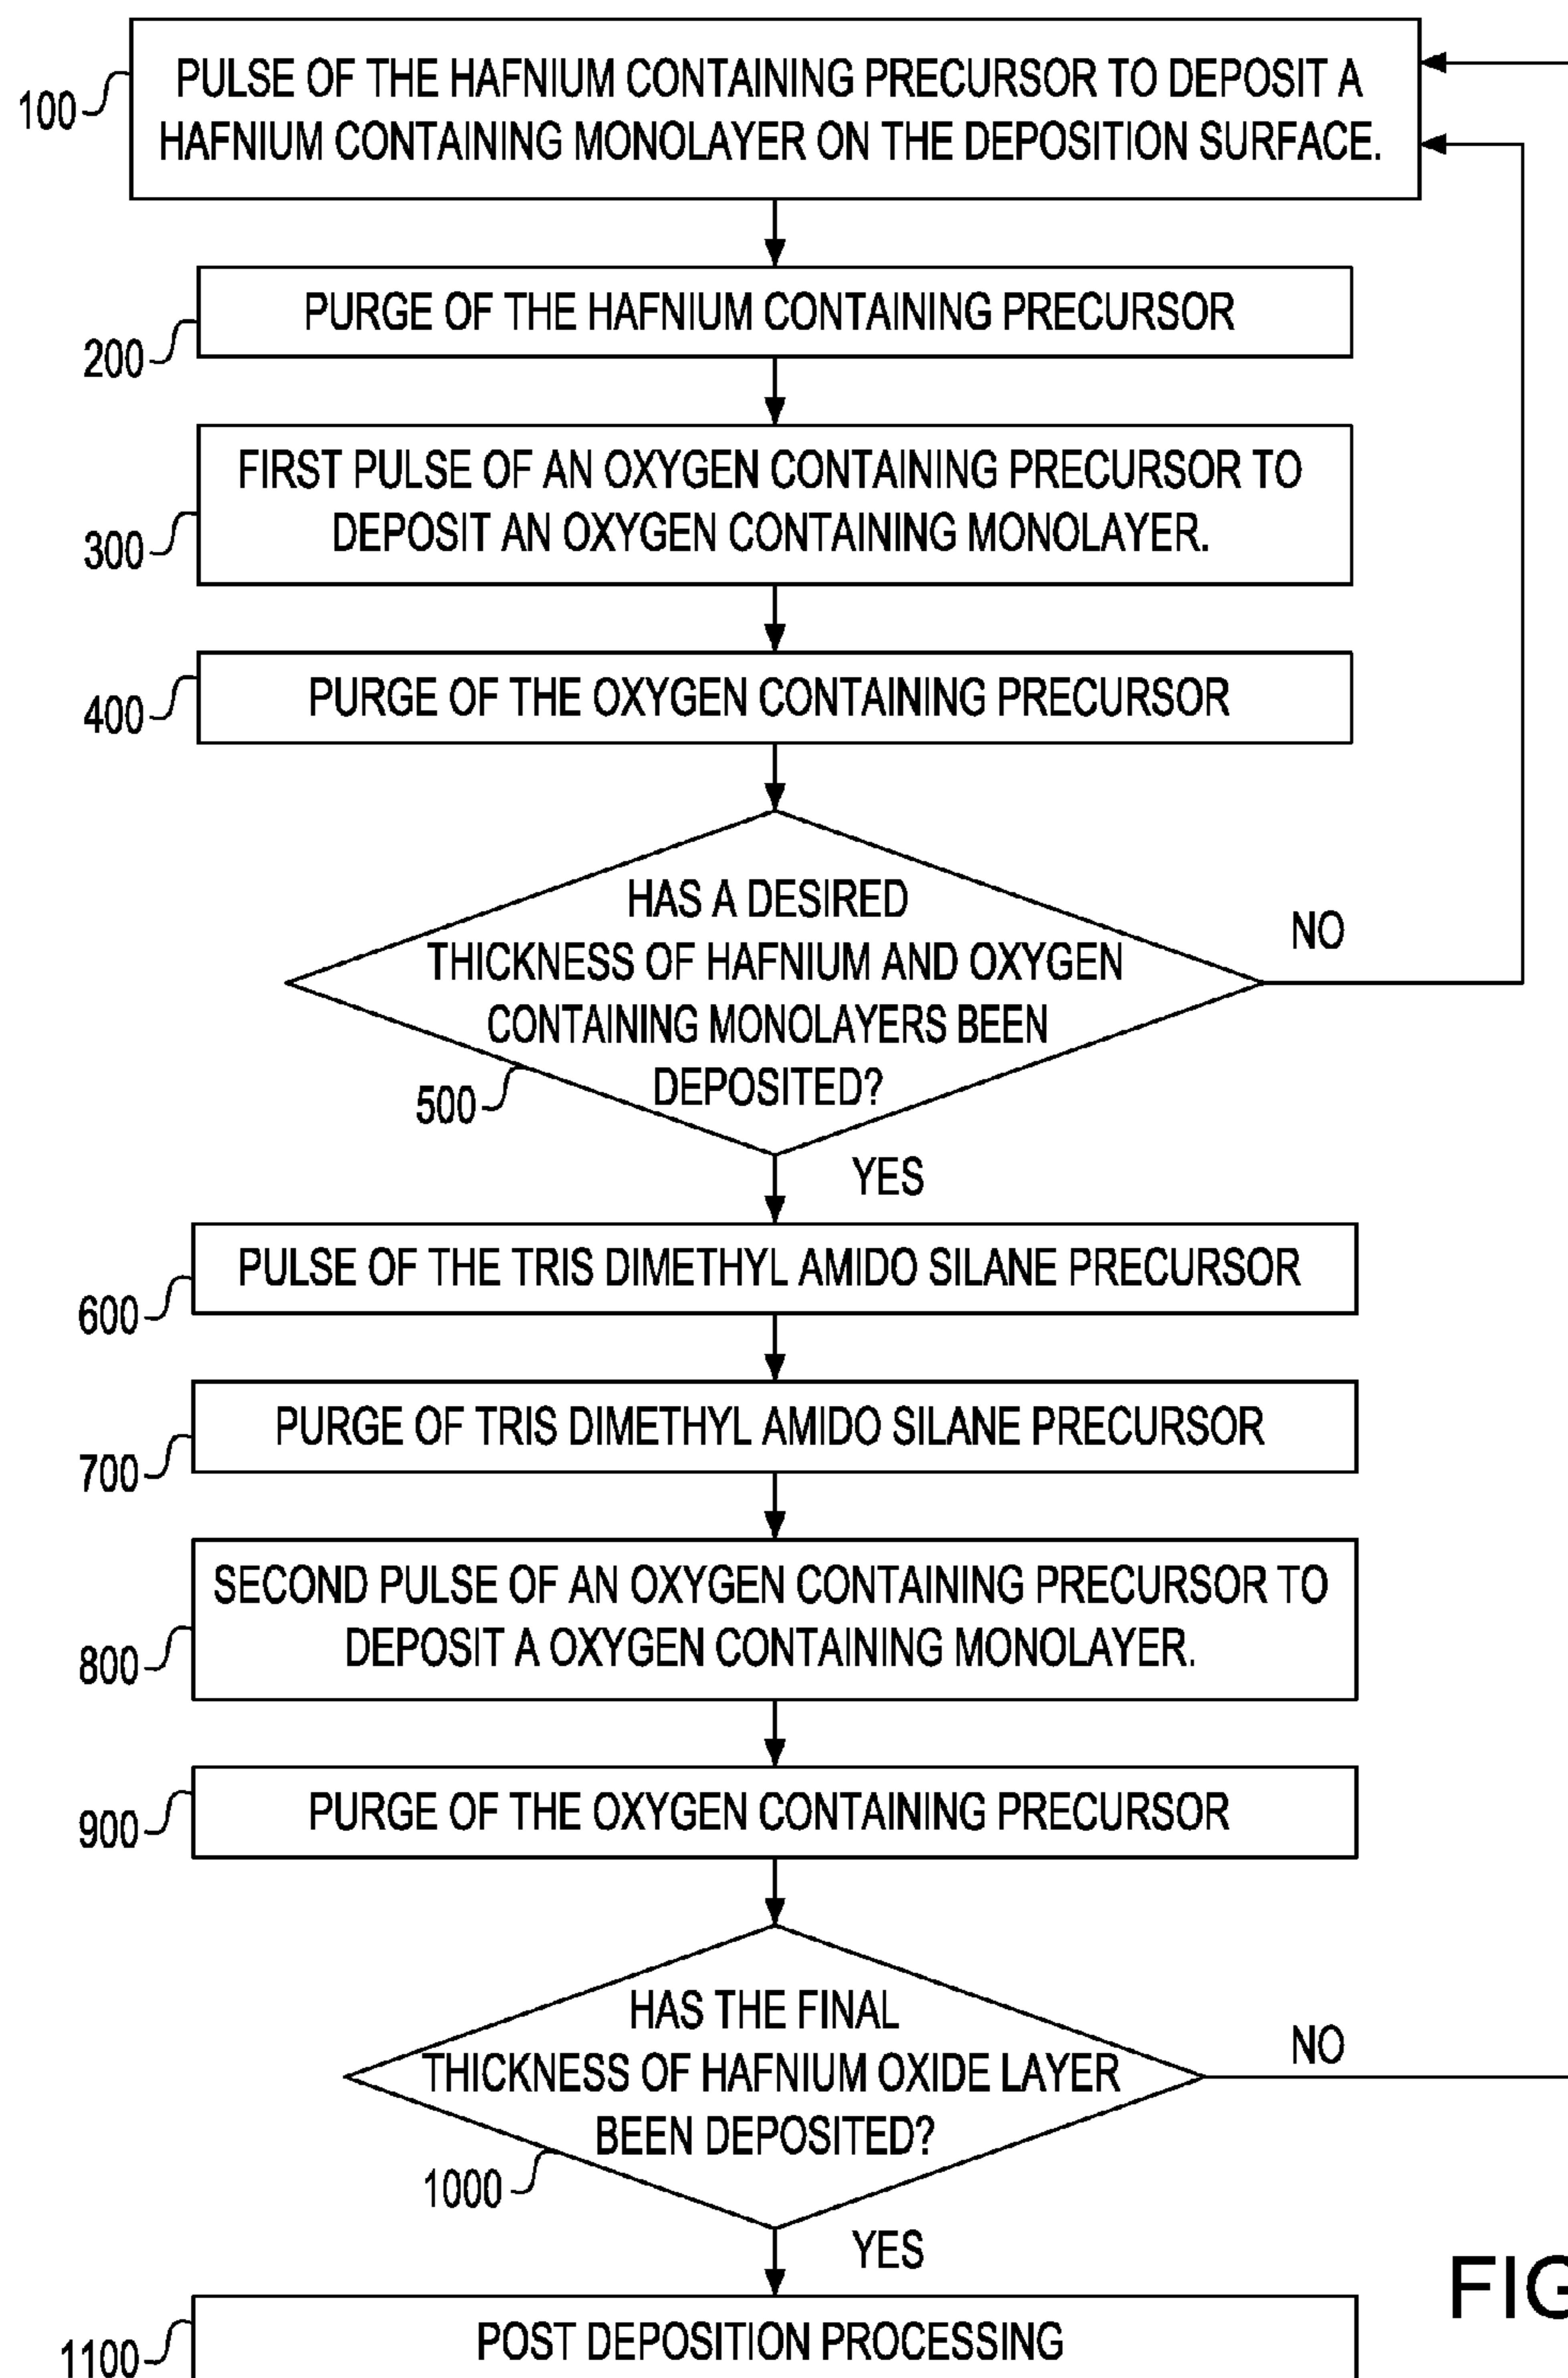 PULSE OF THE HAFNIUM CONTAINING PRECURSOR TO DEPOSIT A
HAFNIUM CONTAINING MONOLAYER ON THE DEPOSITION SURFACE.
100
PURGE OF THE HAFNIUM CONTAINING PRECURSOR
200
FIRST PULSE OF AN OXYGEN CONTAINING PRECURSOR TO
DEPOSIT AN OXYGEN CONTAINING MONOLAYER.
300
PURGE OF THE OXYGEN CONTAINING PRECURSOR
400
HAS A DESIRED
THICKNESS OF HAFNIUM AND OXYGEN
CONTAINING MONOLAYERS BEEN
DEPOSITED?
500
NO
YES
PULSE OF THE TRIS DIMETHYL AMIDO SILANE PRECURSOR
600
PURGE OF TRIS DIMETHYL AMIDO SILANE PRECURSOR
700
SECOND PULSE OF AN OXYGEN CONTAINING PRECURSOR TO
DEPOSIT A OXYGEN CONTAINING MONOLAYER.
800
PURGE OF THE OXYGEN CONTAINING PRECURSOR
900
HAS THE FINAL
THICKNESS OF HAFNIUM OXIDE LAYER
BEEN DEPOSITED?
1000
NO
YES
POST DEPOSITION PROCESSING
1100
FIG